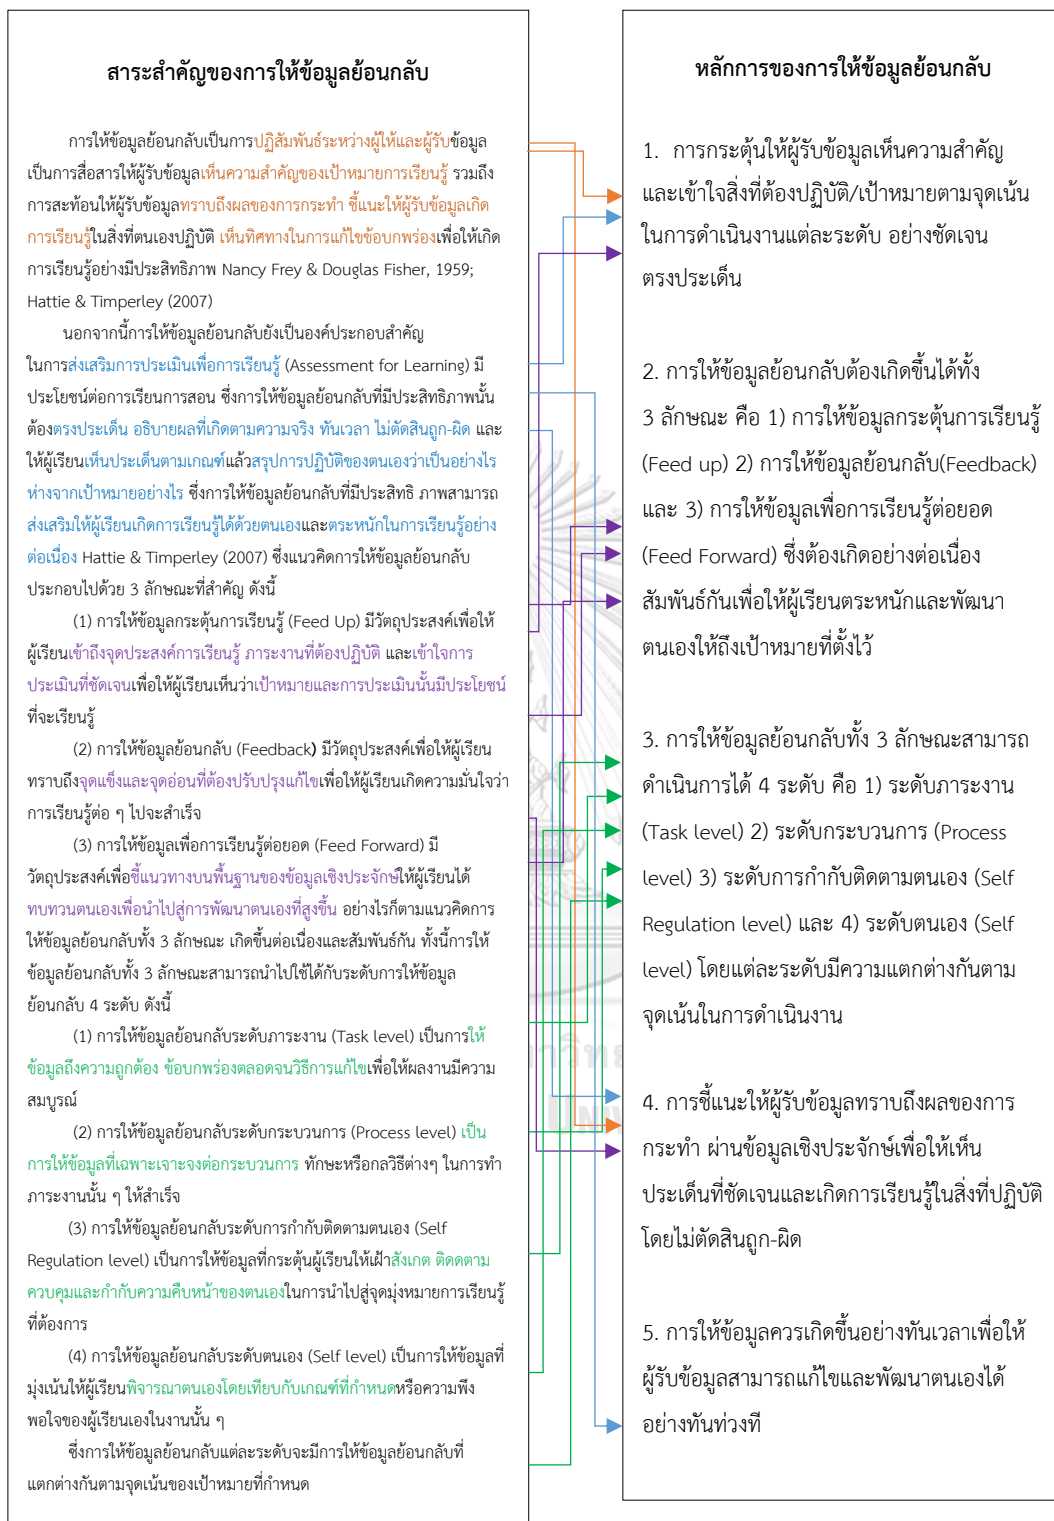 สาระสำคัญของการให้ข้อมูลย้อนกลับ
การให้ข้อมูลย้อนกลับเป็นการปฏิสัมพันธ์ระหว่างผู้ให้และผู้รับข้อมูล
เป็นการสื่อสารให้ผู้รับข้อมูลเห็นความสำคัญของเป้าหมายการเรียนรู้ รวมถึง
การสะท้อนให้ผู้รับข้อมูลทราบถึงผลของการกระทำ ชี้แนะให้ผู้รับข้อมูลเกิด
การเรียนรู้ในสิ่งที่ตนเองปฏิบัติ เห็นทิศทางในการแก้ไขข้อบกพร่องเพื่อให้เกิด
การเรียนรู้อย่างมีประสิทธิภาพ Nancy Frey & Douglas Fisher, 1959;
Hattie & Timperley (2007)
นอกจากนี้การให้ข้อมูลย้อนกลับยังเป็นองค์ประกอบสำคัญ
ในการส่งเสริมการประเมินเพื่อการเรียนรู้ (Assessment for Learning) มี
ประโยชน์ต่อการเรียนการสอน ซึ่งการให้ข้อมูลย้อนกลับที่มีประสิทธิภาพนั้น
ต้องตรงประเด็น อธิบายผลที่เกิดตามความจริง ทันเวลา ไม่ตัดสินถูก-ผิด และ
ให้ผู้เรียนเห็นประเด็นตามเกณฑ์แล้วสรุปการปฏิบัติของตนเองว่าเป็นอย่างไร
ห่างจากเป้าหมายอย่างไร ซึ่งการให้ข้อมูลย้อนกลับที่มีประสิทธิ ภาพสามารถ
ส่งเสริมให้ผู้เรียนเกิดการเรียนรู้ได้ด้วยตนเองและตระหนักในการเรียนรู้อย่าง
ต่อเนื่อง Hattie & Timperley (2007) ซึ่งแนวคิดการให้ข้อมูลย้อนกลับ
ประกอบไปด้วย 3 ลักษณะที่สำคัญ ดังนี้
(1) การให้ข้อมูลกระตุ้นการเรียนรู้ (Feed Up) มีวัตถุประสงค์เพื่อให้
ผู้เรียนเข้าถึงจุดประสงค์การเรียนรู้ ภาระงานที่ต้องปฏิบัติ และเข้าใจการ
ประเมินที่ชัดเจนเพื่อให้ผู้เรียนเห็นว่าเป้าหมายและการประเมินนั้นมีประโยชน์
ที่จะเรียนรู้
(2) การให้ข้อมูลย้อนกลับ (Feedback) มีวัตถุประสงค์เพื่อให้ผู้เรียน
ทราบถึงจุดแข็งและจุดอ่อนที่ต้องปรับปรุงแก้ไขเพื่อให้ผู้เรียนเกิดความมั่นใจว่า
การเรียนรู้ต่อ ๆ ไปจะสำเร็จ
(3) การให้ข้อมูลเพื่อการเรียนรู้ต่อยอด (Feed Forward) มี
วัตถุประสงค์เพื่อชี้แนวทางบนพื้นฐานของข้อมูลเชิงประจักษ์ให้ผู้เรียนได้
ทบทวนตนเองเพื่อนำไปสู่การพัฒนาตนเองที่สูงขึ้น อย่างไรก็ตามแนวคิดการ
ให้ข้อมูลย้อนกลับทั้ง 3 ลักษณะ เกิดขึ้นต่อเนื่องและสัมพันธ์กัน ทั้งนี้การให้
ข้อมูลย้อนกลับทั้ง 3 ลักษณะสามารถนำไปใช้ได้กับระดับการให้ข้อมูล
ย้อนกลับ 4 ระดับ ดังนี้
(1) การให้ข้อมูลย้อนกลับระดับภาระงาน (Task level) เป็นการให้
ข้อมูลถึงความถูกต้อง ข้อบกพร่องตลอดจนวิธีการแก้ไขเพื่อให้ผลงานมีความ
สมบูรณ์
(2) การให้ข้อมูลย้อนกลับระดับกระบวนการ (Process level) เป็น
การให้ข้อมูลที่เฉพาะเจาะจงต่อกระบวนการ ทักษะหรือกลวิธีต่างๆ ในการทำ
ภาระงานนั้น ๆ ให้สำเร็จ
(3) การให้ข้อมูลย้อนกลับระดับการกำกับติดตามตนเอง (Self
Regulation level) เป็นการให้ข้อมูลที่กระตุ้นผู้เรียนให้เฝ้าสังเกต ติดดตาม
ควบคุมและกำกับความคืบหน้าของตนเองในการนำไปสู่จุดมุ่งหมายการเรียนรู้
ที่ต้องการ
(4) การให้ข้อมูลย้อนกลับระดับตนเอง (Self level) เป็นการให้ข้อมูลที่
มุ่งเน้นให้ผู้เรียนพิจารณาตนเองโดยเทียบกับเกณฑ์ที่กำหนดหรือความพึง
พอใจของผู้เรียนเองในงานนั้น ๆ
ซึ่งการให้ข้อมูลย้อนกลับแต่ละระดับจะมีการให้ข้อมูลย้อนกลับที่
แตกต่างกันตามจุดเน้นของเป้าหมายที่กำหนด
หลักการของการให้ข้อมูลย้อนกลับ
1. การกระตุ้นให้ผู้รับข้อมูลเห็นความสำคัญ
และเข้าใจสิ่งที่ต้องปฏิบัติ/เป้าหมายตามจุดเน้น
ในการดำเนินงานแต่ละระดับ อย่างชัดเจน
ตรงประเด็น
2. การให้ข้อมูลย้อนกลับต้องเกิดขึ้นได้ทั้ง
3 ลักษณะ คือ 1) การให้ข้อมูลกระตุ้นการเรียนรู้
(Feed up) 2) การให้ข้อมูลย้อนกลับ(Feedback)
และ 3) การให้ข้อมูลเพื่อการเรียนรู้ต่อยอด
(Feed Forward) ซึ่งต้องเกิดอย่างต่อเนื่อง
สัมพันธ์กันเพื่อให้ผู้เรียนตระหนักและพัฒนา
ตนเองให้ถึงเป้าหมายที่ตั้งไว้
3. การให้ข้อมูลย้อนกลับทั้ง 3 ลักษณะสามารถ
ดำเนินการได้ 4 ระดับ คือ 1) ระดับภาระงาน
(Task level) 2) ระดับกระบวนการ (Process
level) 3) ระดับการกำกับติดตามตนเอง (Self
Regulation level) และ 4) ระดับตนเอง (Self
level) โดยแต่ละระดับมีความแตกต่างกันตาม
จุดเน้นในการดำเนินงาน
4. การชี้แนะให้ผู้รับข้อมูลทราบถึงผลของการ
กระทำ ผ่านข้อมูลเชิงประจักษ์เพื่อให้เห็น
ประเด็นที่ชัดเจนและเกิดการเรียนรู้ในสิ่งที่ปฏิบัติ
โดยไม่ตัดสินถูก-ผิด
5. การให้ข้อมูลควรเกิดขึ้นอย่างทันเวลาเพื่อให้
ผู้รับข้อมูลสามารถแก้ไขและพัฒนาตนเองได้
อย่างทันท่วงที